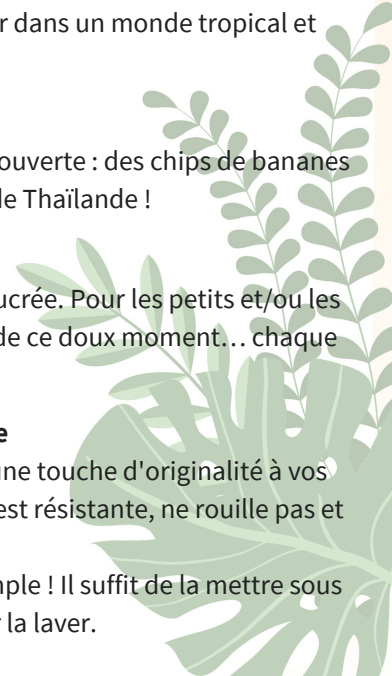 r dans un monde tropical et
ouverte : des chips de bananes
de Thaïlande !
ucrée. Pour les petits et/ou les
de ce doux moment… chaque
e
une touche d'originalité à vos
est résistante, ne rouille pas et
mple ! Il suffit de la mettre sous
r la laver.